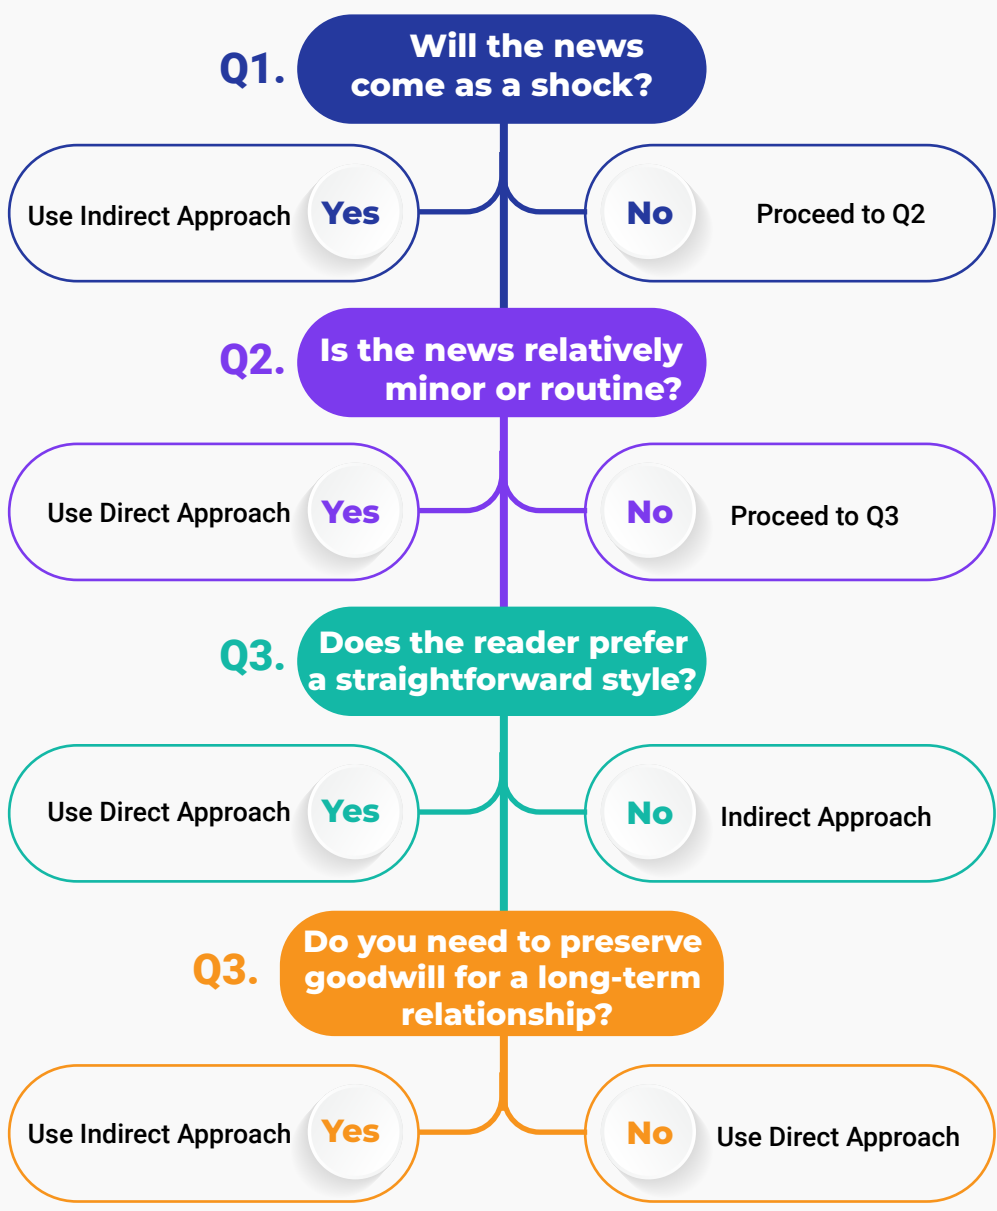 Q1.
Will the news
come as a shock?
Use Indirect Approach
Yes
No
Proceed to Q2
Q2.
Is the news relatively
minor or routine?
Use Direct Approach
Yes
No
Proceed to Q3
Q3.
Does the reader prefer
a straightforward style?
Use Direct Approach
Yes
No
Indirect Approach
Q3.
Do you need to preserve
goodwill for a long-term
relationship?
Use Indirect Approach
Yes
No
Use Direct Approach